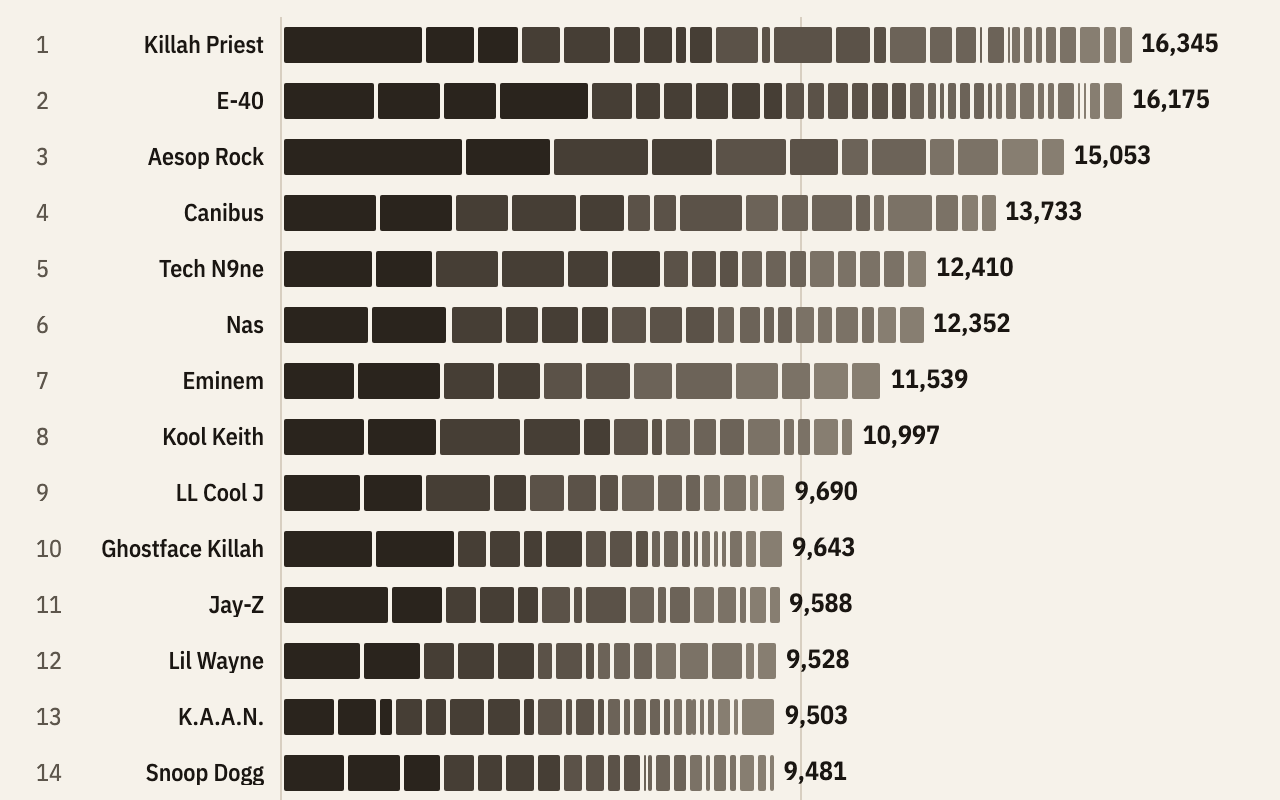 1 Killah Priest 16,345
2 E-40 16,175
3 Aesop Rock 15,053
4 Canibus 13,733
5 Tech N9ne 12,410
6 Nas 12,352
7 Eminem 11,539
8 Kool Keith 10,997
9 LL Cool J 9,690
10 Ghostface Killah 9,643
11 Jay-Z 9,588
12 Lil Wayne 9,528
13 K.A.A.N. 9,503
14 Snoop Dogg 9,481